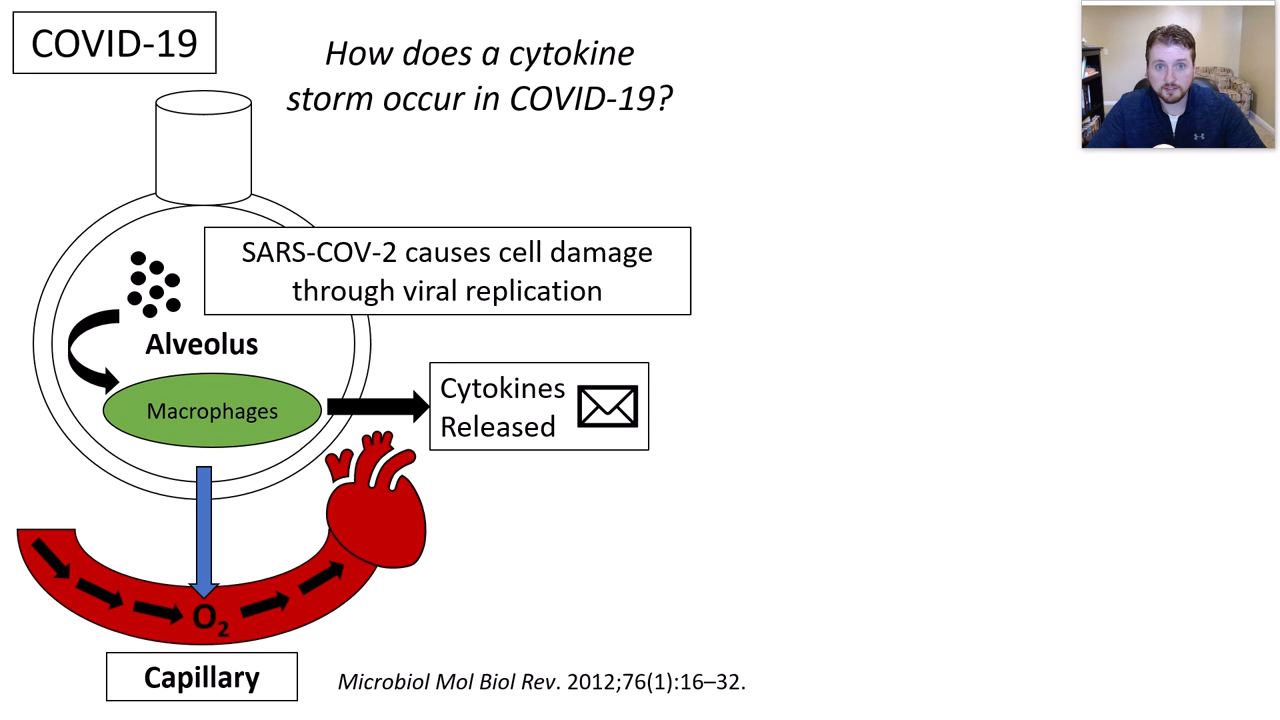 COVID-19
How does a cytokine
storm occur in COVID-19?
SARS-COV-2 causes cell damage
through viral replication
Alveolus
Macrophages
Cytokines
Released
O₂
Capillary
Microbiol Mol Biol Rev. 2012;76(1):16–32.